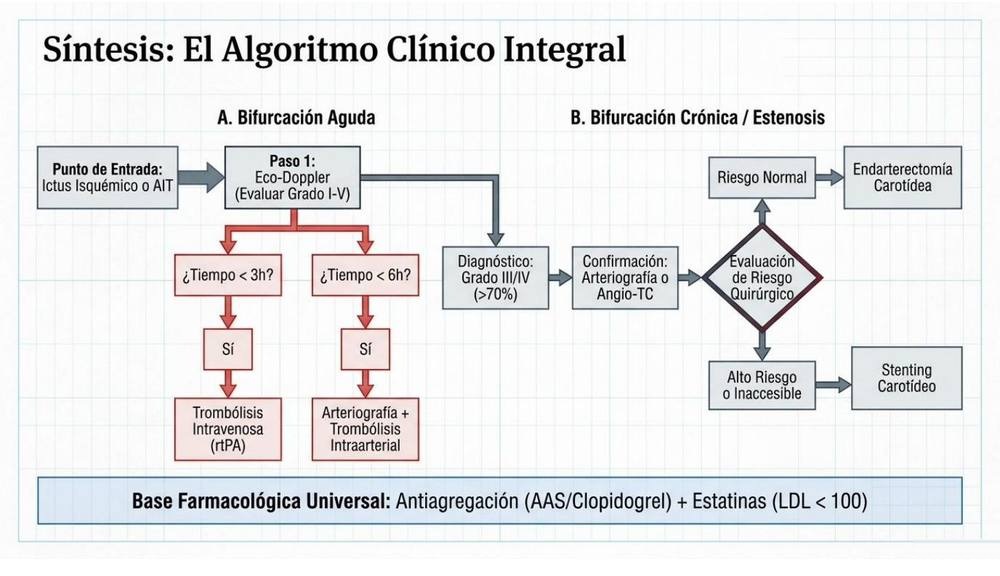 Síntesis: El Algoritmo Clínico Integral
A. Bifurcación Aguda
B. Bifurcación Crónica / Estenosis
Punto de Entrada:
Ictus Isquémico o AIT
Paso 1:
Eco-Doppler
(Evaluar Grado I-V)
¿Tiempo < 3h?
¿Tiempo < 6h?
Sí
Sí
Trombólisis
Intravenosa
(rtPA)
Arteriografía +
Trombólisis
Intraarterial
Diagnóstico:
Grado III/IV
(>70%)
Confirmación:
Arteriografía o
Angio-TC
Evaluación
de Riesgo
Quirúrgico
Riesgo Normal
Endarterectomía
Carotídea
Alto Riesgo
o Inaccesible
Stenting
Carotídeo
Base Farmacológica Universal: Antiagregación (AAS/Clopidogrel) + Estatinas (LDL < 100)